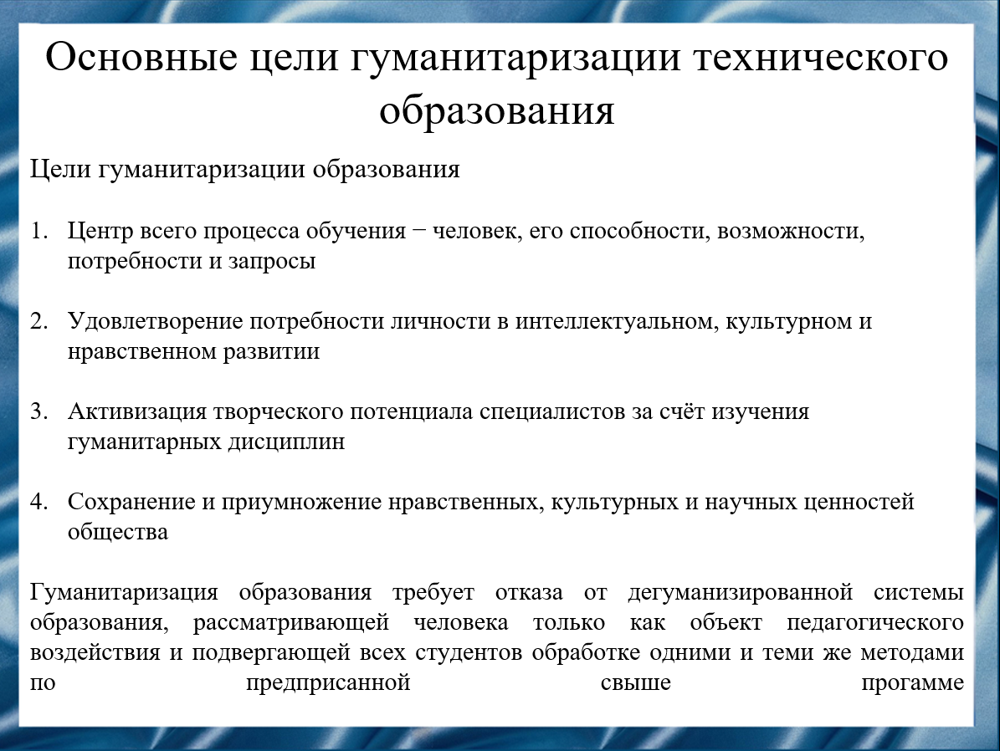 Основные цели гуманитаризации технического
образования
Цели гуманитаризации образования
1. Центр всего процесса обучения − человек, его способности, возможности,
потребности и запросы
2. Удовлетворение потребности личности в интеллектуальном, культурном и
нравственном развитии
3. Активизация творческого потенциала специалистов за счёт изучения
гуманитарных дисциплин
4. Сохранение и приумножение нравственных, культурных и научных ценностей
общества
Гуманитаризация образования требует отказа от дегуманизированной системы
образования, рассматривающей человека только как объект педагогического
воздействия и подвергающей всех студентов обработке одними и теми же методами
по предприсанной свыше прогамме